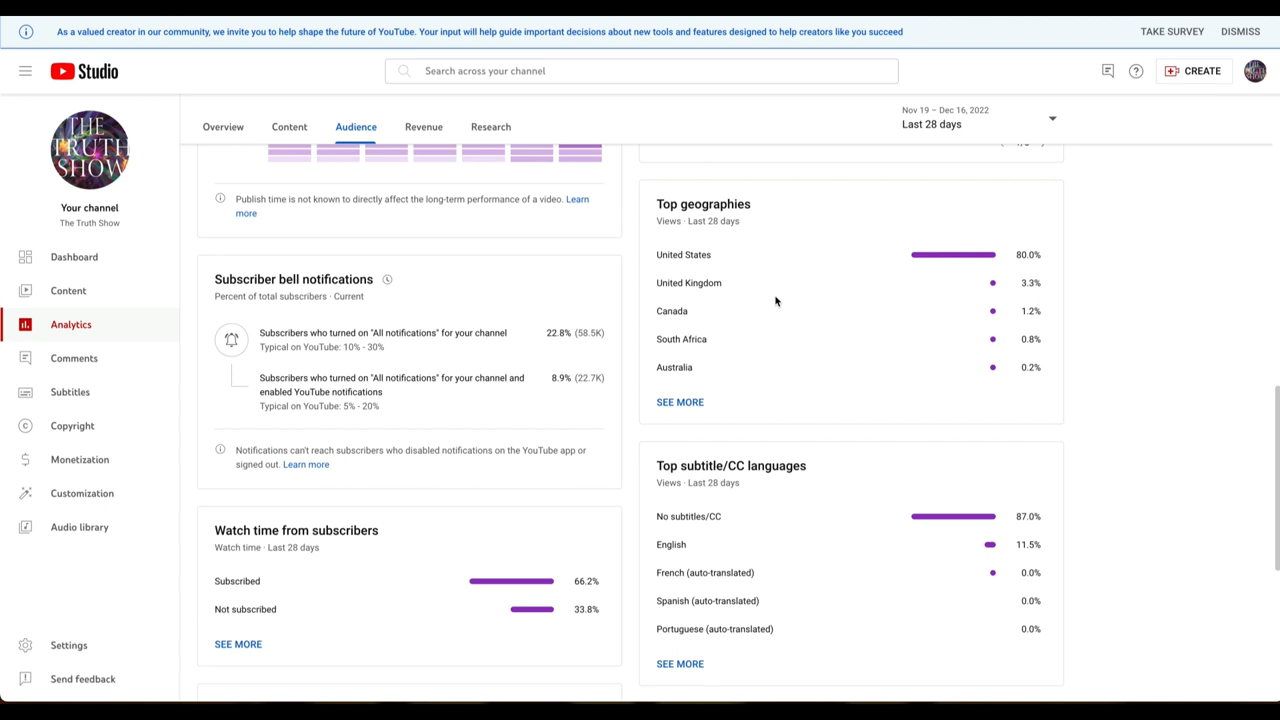 As a valued creator in our community, we invite you to help shape the future of YouTube. Your input will help guide important decisions about new tools and features designed to help creators like you succeed
TAKE SURVEY
DISMISS
Studio
Search across your channel
CREATE
THE
TRUTH
SHOW
Your channel
The Truth Show
Dashboard
Content
Analytics
Comments
Subtitles
Copyright
Monetization
Customization
Audio library
Settings
Send feedback
Overview
Content
Audience
Revenue
Research
Nov 19 – Dec 16, 2022
Last 28 days
Publish time is not known to directly affect the long-term performance of a video. Learn
more
Subscriber bell notifications
Percent of total subscribers · Current
Subscribers who turned on "All notifications" for your channel 22.8% (58.5K)
Typical on YouTube: 10% - 30%
Subscribers who turned on "All notifications" for your channel and 8.9% (22.7K)
enabled YouTube notifications
Typical on YouTube: 5% - 20%
Notifications can't reach subscribers who disabled notifications on the YouTube app or
signed out. Learn more
Watch time from subscribers
Watch time · Last 28 days
Subscribed 66.2%
Not subscribed 33.8%
SEE MORE
Top geographies
Views · Last 28 days
United States 80.0%
United Kingdom 3.3%
Canada 1.2%
South Africa 0.8%
Australia 0.2%
SEE MORE
Top subtitle/CC languages
Views · Last 28 days
No subtitles/CC 87.0%
English 11.5%
French (auto-translated) 0.0%
Spanish (auto-translated) 0.0%
Portuguese (auto-translated) 0.0%
SEE MORE